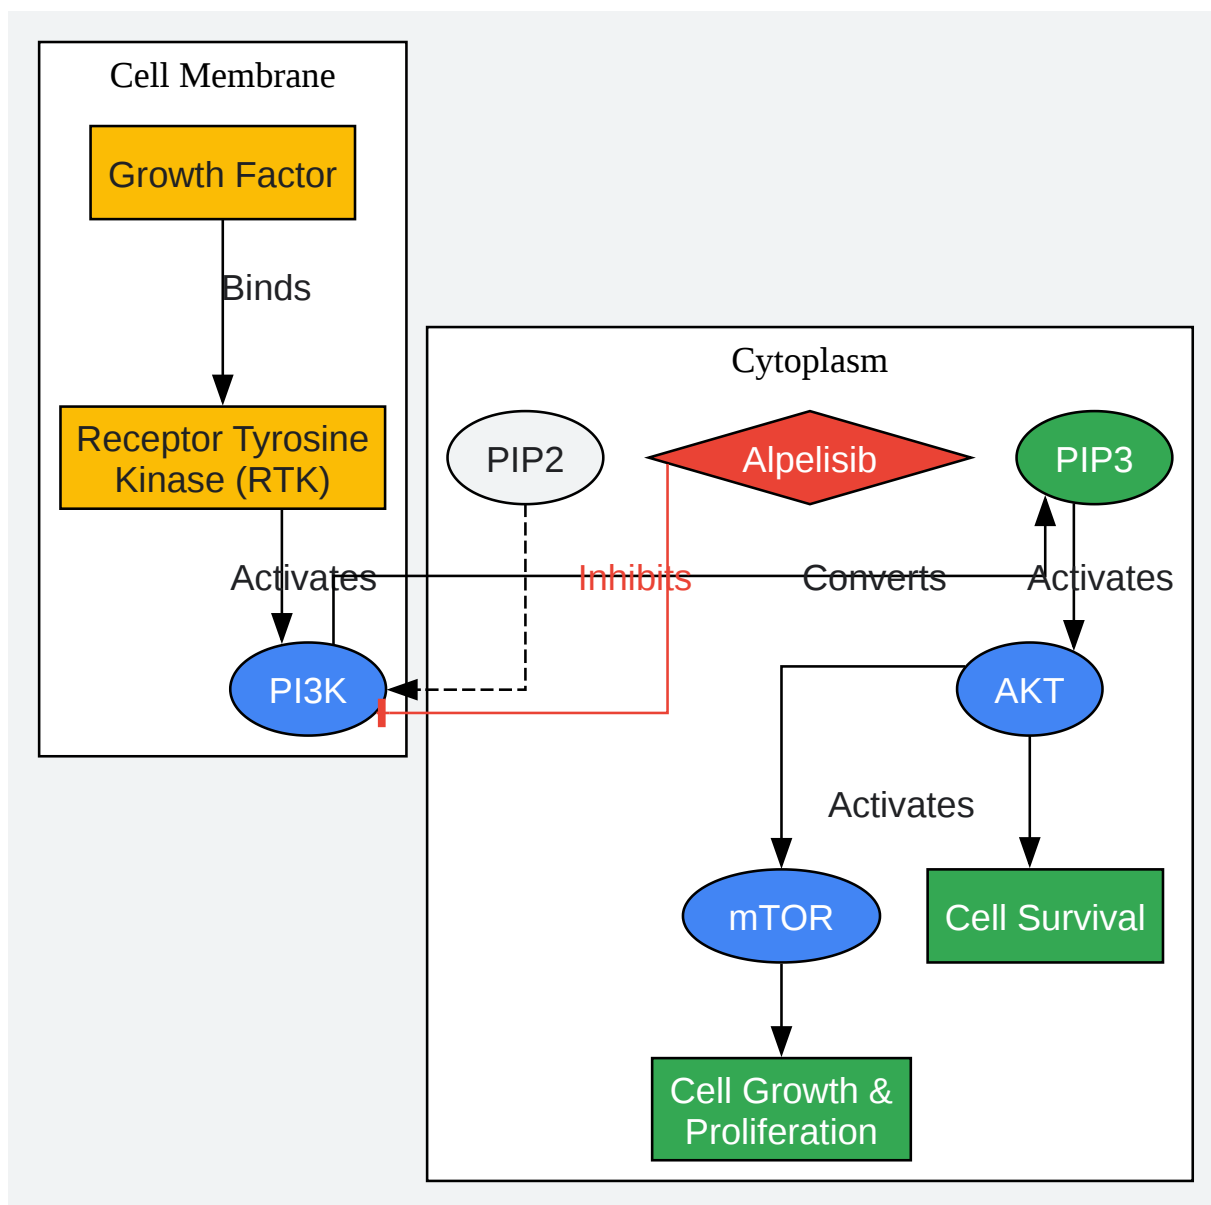 Cell Membrane
Growth Factor
Binds
Receptor Tyrosine
Kinase (RTK)
Cytoplasm
PIP2
Alpelisib
PIP3
Activates
Inhibits
Converts
Activates
PI3K
AKT
Activates
mTOR
Cell Survival
Cell Growth &
Proliferation